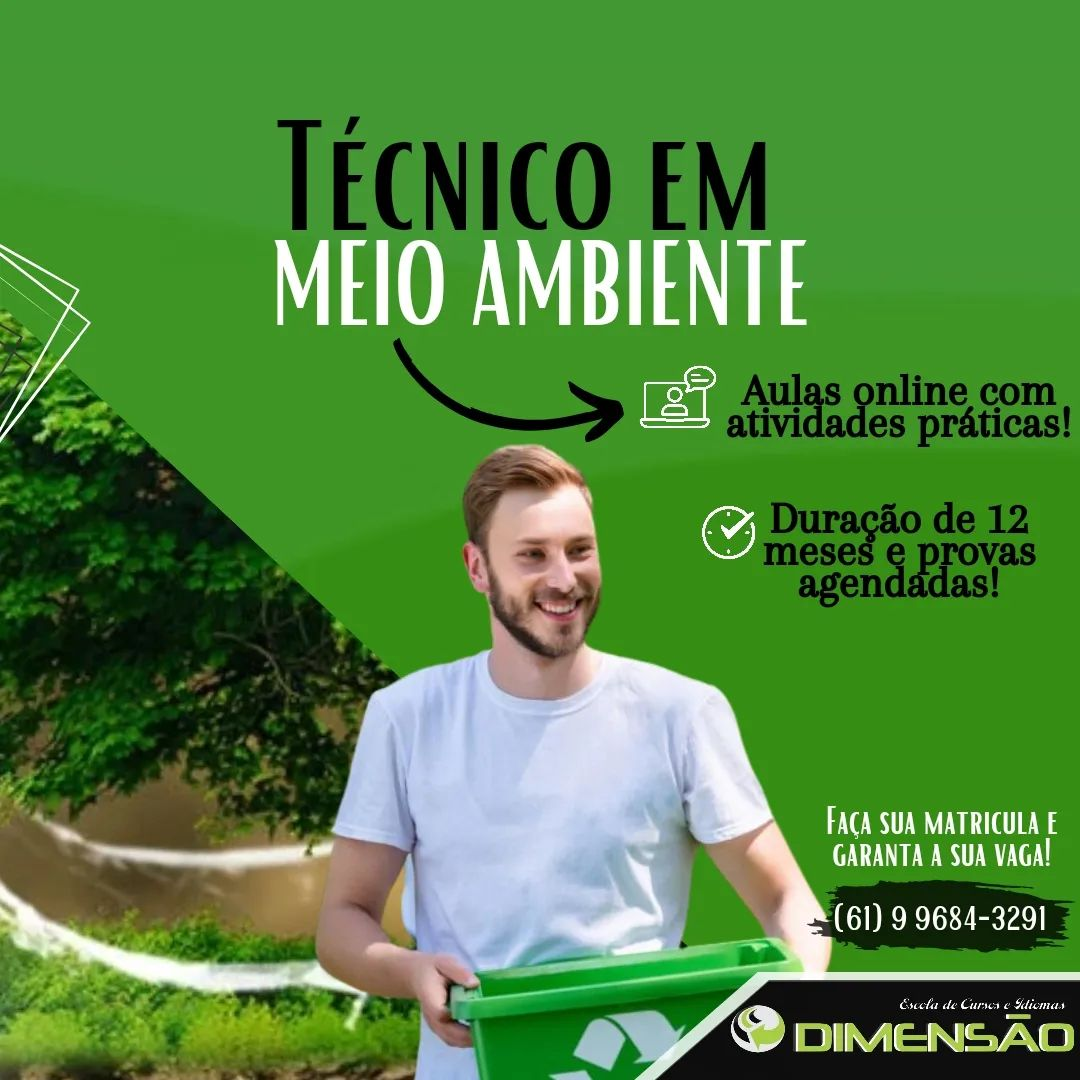 TÉCNICO EM
MEIO AMBIENTE
Aulas online com
atividades práticas!
Duração de 12
meses e provas
agendadas!
FAÇA SUA MATRICULA E
GARANTA A SUA VAGA!
(61) 9 9684-3291
Escola de Cursos e Idiomas
DIMENSÃO